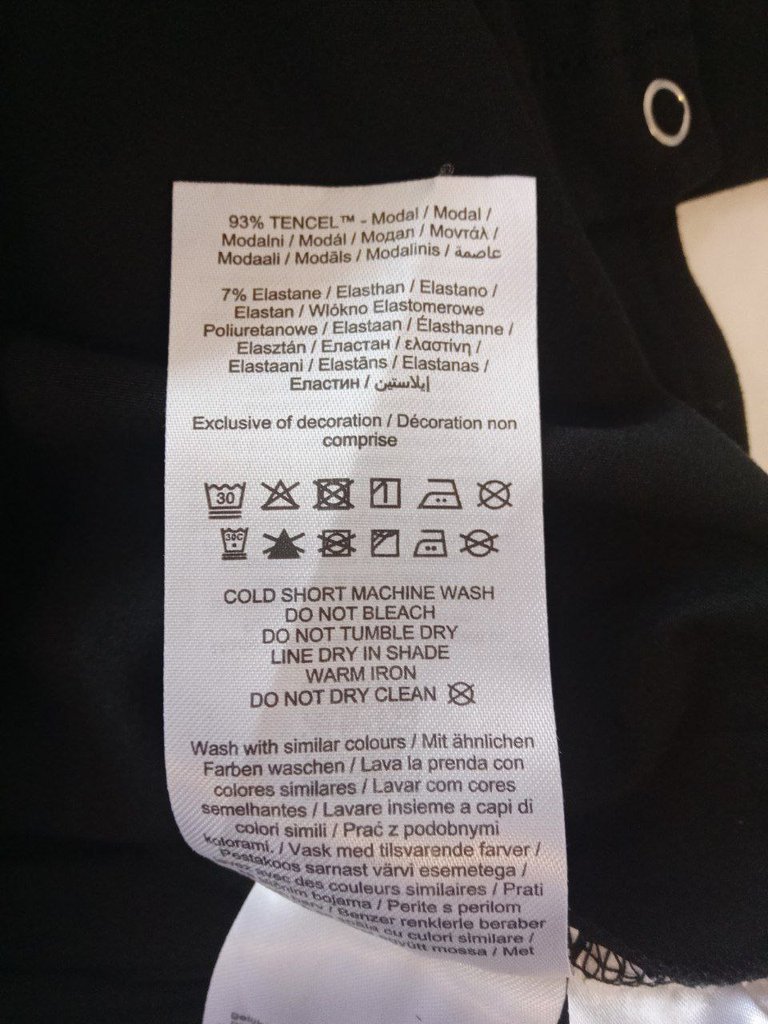 93% TENCEL™ - Modal / Modal /
Modalni / Modál / Модал / Μοντάλ /
Modaali / Modāls / Modalinis / عاصمة
7% Elastane / Elasthan / Elastano /
Elastan / Wlókno Elastomerowe
Poliuretanowe / Elastaan / Élasthanne /
Elasztán / Еластан / ελαστίνη /
Elastaani / Elastāns / Elastanas /
Еластин / إيلاستين
Exclusive of decoration / Décoration non
comprise
30
30C
COLD SHORT MACHINE WASH
DO NOT BLEACH
DO NOT TUMBLE DRY
LINE DRY IN SHADE
WARM IRON
DO NOT DRY CLEAN
Wash with similar colours / Mit ähnlichen
Farben waschen / Lava la prenda con
colores similares / Lavar com cores
semelhantes / Lavare insieme a capi di
colori simili / Prać z podobnymi
kolorami. / Vask med tilsvarende farver /
Pestakoos sarnast värvi esemetega /
avec des couleurs similaires / Prati
bojama / Perite s perilom
/ Benzer renklerle beraber
cu culori similare /
mossa / Met